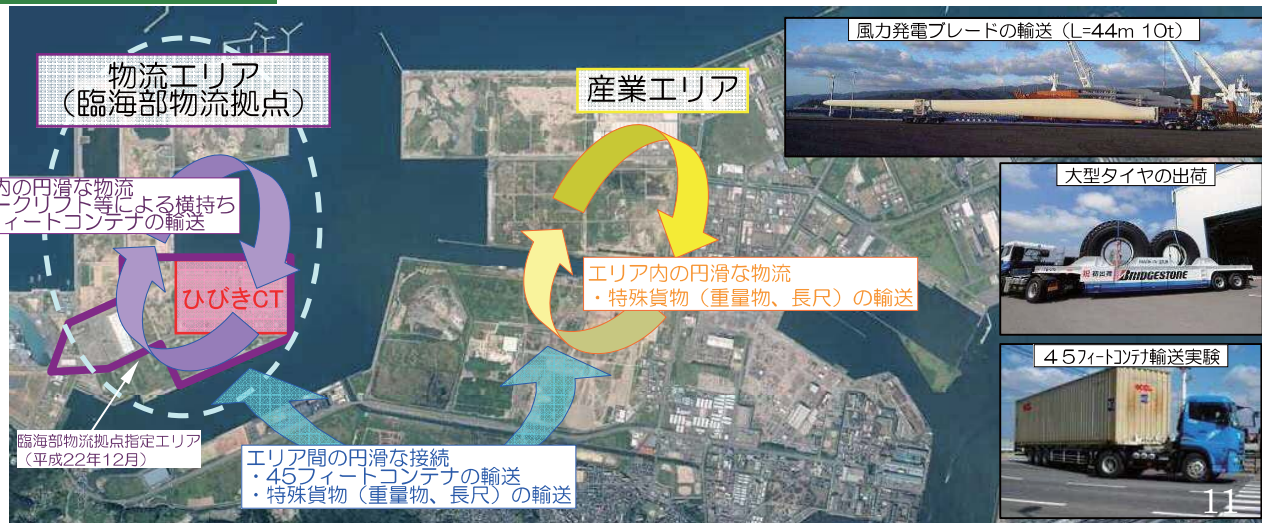 物流エリア
（臨海部物流拠点）
産業エリア
風力発電ブレードの輸送（L=44m 10t）
大型タイヤの出荷
祝 初出荷 BRIDGESTONE
内の円滑な物流
ークリフト等による横持ち
ィートコンテナの輸送
ひびきCT
エリア内の円滑な物流
・特殊貨物（重量物、長尺）の輸送
45フィートコンテナ輸送実験
臨海部物流拠点指定エリア
（平成22年12月）
エリア間の円滑な接続
・45フィートコンテナの輸送
・特殊貨物（重量物、長尺）の輸送
11